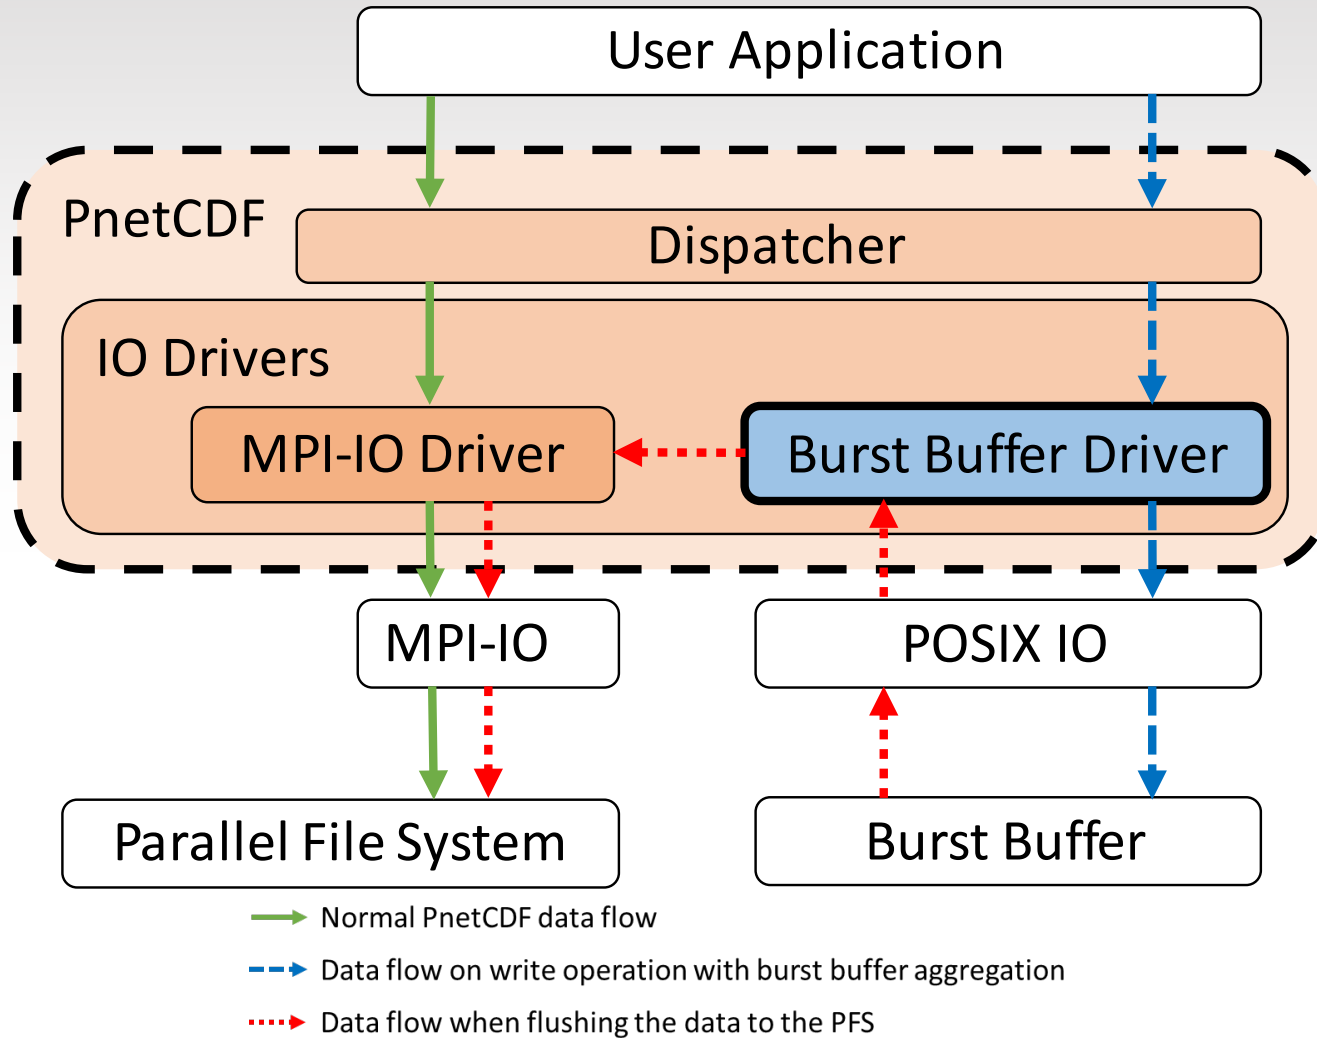 User Application
PnetCDF
Dispatcher
IO Drivers
MPI-IO Driver
Burst Buffer Driver
MPI-IO
POSIX IO
Parallel File System
Burst Buffer
Normal PnetCDF data flow
Data flow on write operation with burst buffer aggregation
Data flow when flushing the data to the PFS